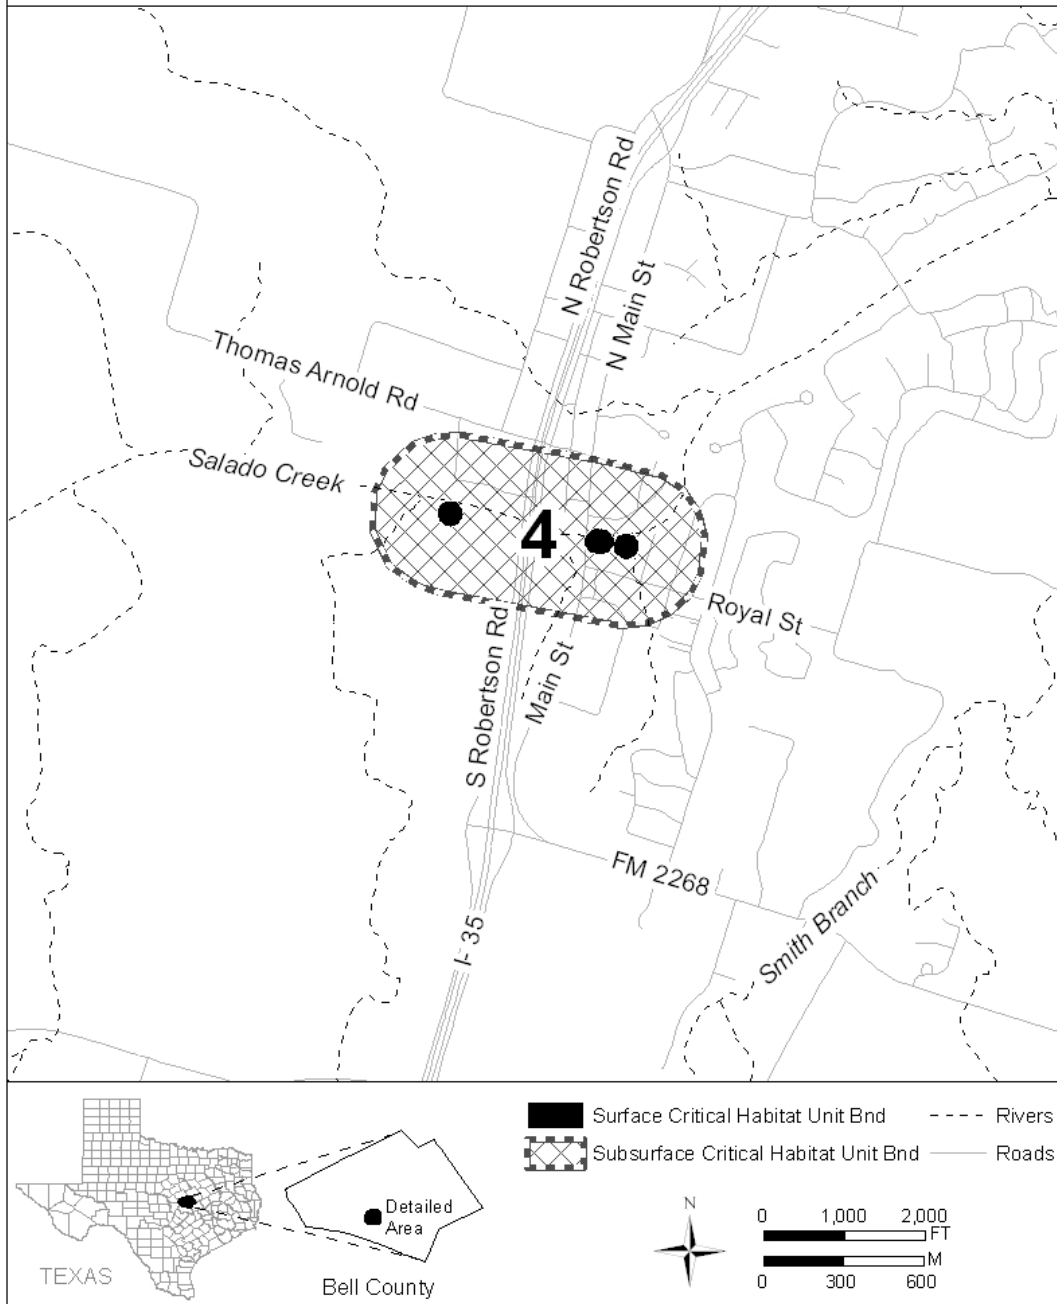 N Robertson Rd
N Main St
Thomas Arnold Rd
Salado Creek
4
Royal St
S Robertson Rd
Main St
FM 2268
Smith Branch
I- 35
Surface Critical Habitat Unit Bnd
Rivers
Subsurface Critical Habitat Unit Bnd
Roads
TEXAS
Detailed
Area
Bell County
N
0 1,000 2,000
FT
M
0 300 600